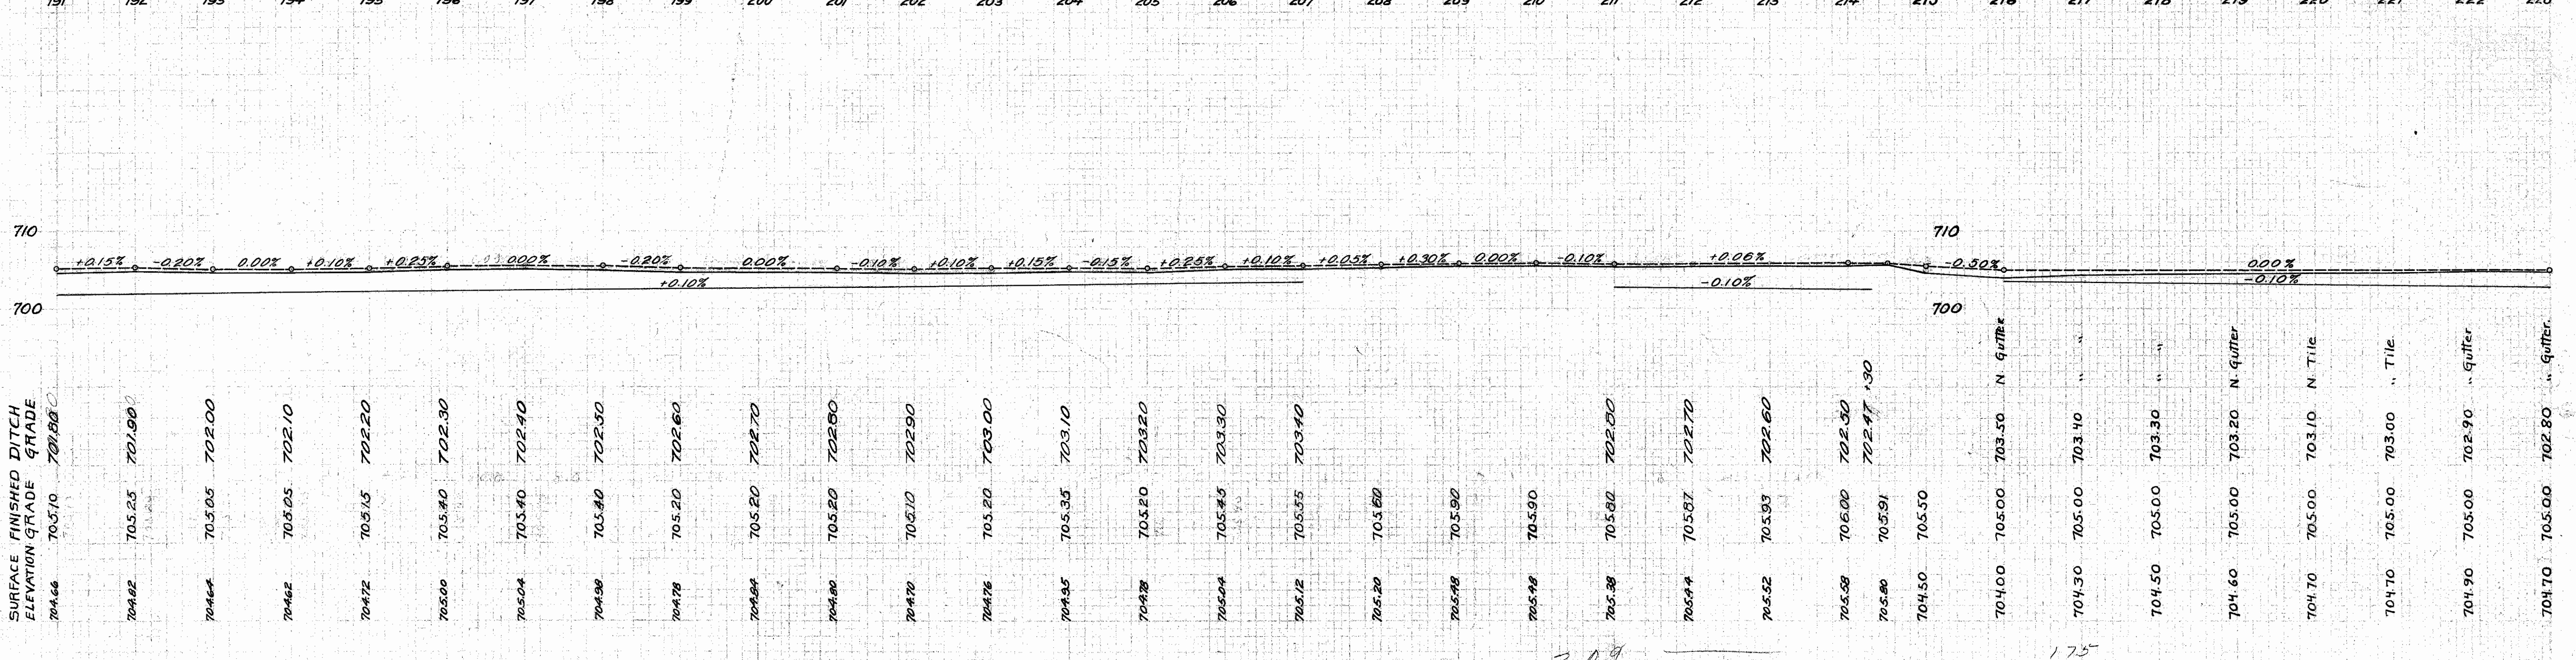 191 192 193 194 195 196 197 198 199 200 201 202 203 204 205 206 207 208 209 210 211 212 213 214 215 216 217 218 219 220 221 222 223
710 710
+0.15% -0.20% 0.00% +0.10% +0.25% 0.00% -0.20% 0.00% -0.10% +0.10% +0.15% -0.15% +0.25% +0.10% +0.05% +0.30% 0.00% -0.10% +0.06% -0.50% 0.00%
+0.10% -0.10% -0.10%
700 700
N Gutter " " N. Gutter N Tile " Tile " Gutter " Gutter.
+30
DITCH GRADE 701.80 701.90 702.00 702.10 702.20 702.30 702.40 702.50 702.60 702.70 702.80 702.90 703.00 703.10 703.20 703.30 703.40 702.80 702.70 702.60 702.50 702.47 703.50 703.40 703.30 703.20 703.10 703.00 702.90 702.80
FINISHED GRADE 705.10 705.25 705.05 705.05 705.15 705.40 705.40 705.40 705.20 705.20 705.20 705.10 705.20 705.35 705.20 705.45 705.55 705.60 705.90 705.90 705.80 705.87 705.93 706.00 705.91 705.50 705.00 705.00 705.00 705.00 705.00 705.00 705.00 705.00
SURFACE ELEVATION 704.66 704.82 704.64 704.62 704.72 705.00 705.04 704.98 704.78 704.84 704.80 704.70 704.76 704.95 704.78 705.04 705.12 705.20 705.48 705.48 705.38 705.44 705.52 705.58 705.80 704.50 704.00 704.30 704.50 704.60 704.70 704.70 704.90 704.70
175